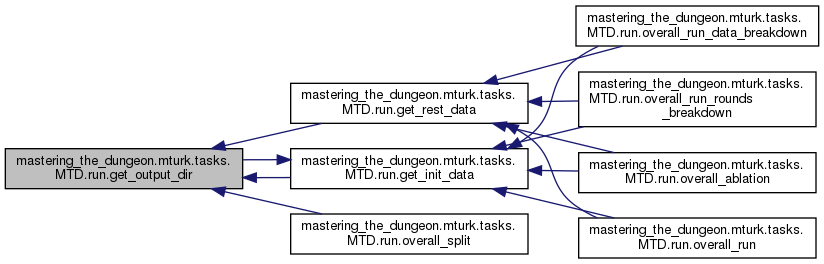 mastering_the_dungeon.mturk.tasks.
MTD.run.get_output_dir
mastering_the_dungeon.mturk.tasks.
MTD.run.get_rest_data
mastering_the_dungeon.mturk.tasks.
MTD.run.get_init_data
mastering_the_dungeon.mturk.tasks.
MTD.run.overall_split
mastering_the_dungeon.mturk.tasks.
MTD.run.overall_run_data_breakdown
mastering_the_dungeon.mturk.tasks.
MTD.run.overall_run_rounds
_breakdown
mastering_the_dungeon.mturk.tasks.
MTD.run.overall_ablation
mastering_the_dungeon.mturk.tasks.
MTD.run.overall_run